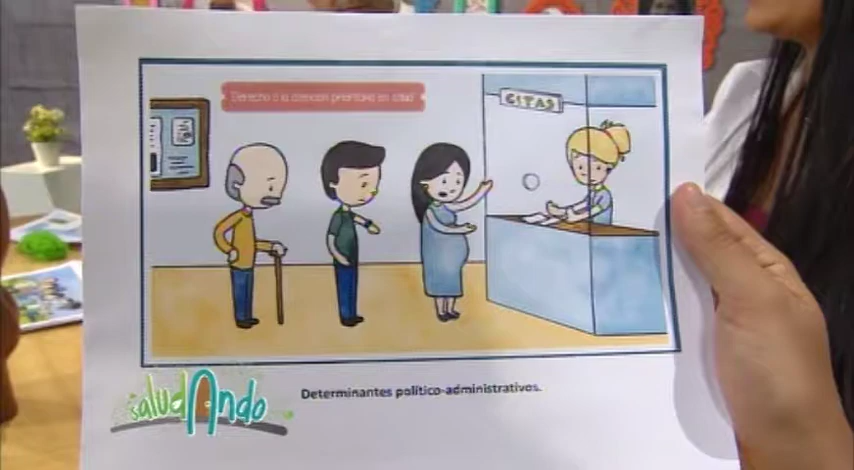 Derecho a la atención prioritaria en salud
CITAS
saludAndo
Determinantes político-administrativos.